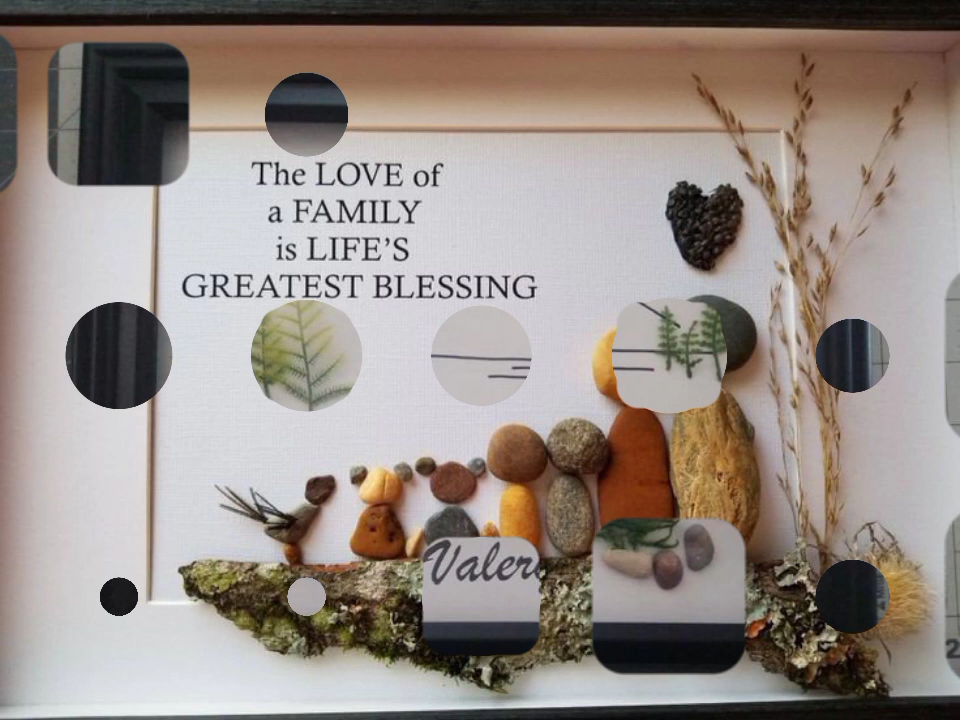 The LOVE of
a FAMILY
is LIFE'S
GREATEST BLESSING